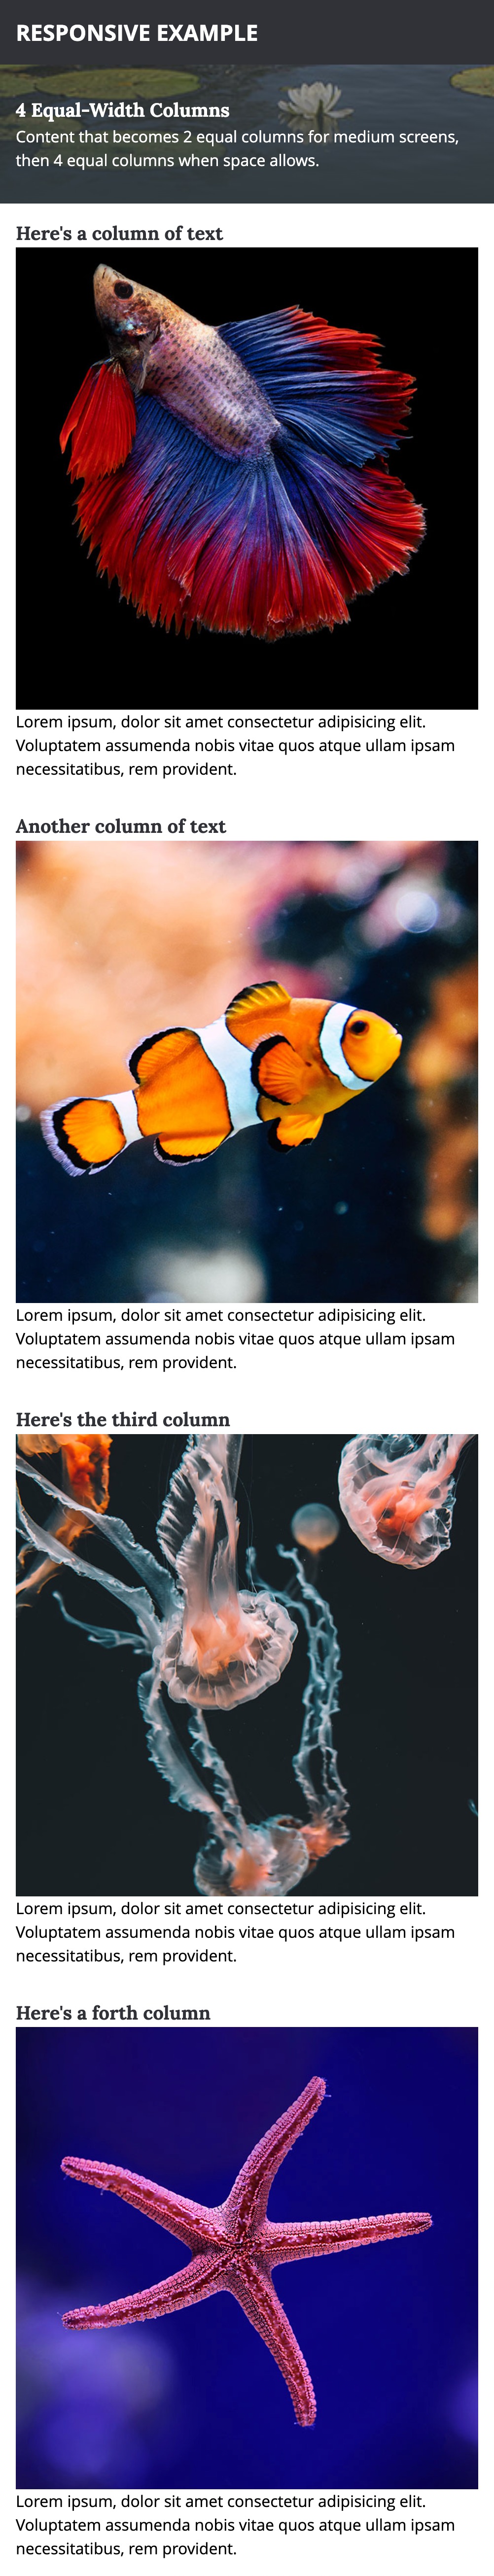 RESPONSIVE EXAMPLE
4 Equal-Width Columns
Content that becomes 2 equal columns for medium screens,
then 4 equal columns when space allows.
Here's a column of text
Lorem ipsum, dolor sit amet consectetur adipisicing elit.
Voluptatem assumenda nobis vitae quos atque ullam ipsam
necessitatibus, rem provident.
Another column of text
Lorem ipsum, dolor sit amet consectetur adipisicing elit.
Voluptatem assumenda nobis vitae quos atque ullam ipsam
necessitatibus, rem provident.
Here's the third column
Lorem ipsum, dolor sit amet consectetur adipisicing elit.
Voluptatem assumenda nobis vitae quos atque ullam ipsam
necessitatibus, rem provident.
Here's a forth column
Lorem ipsum, dolor sit amet consectetur adipisicing elit.
Voluptatem assumenda nobis vitae quos atque ullam ipsam
necessitatibus, rem provident.